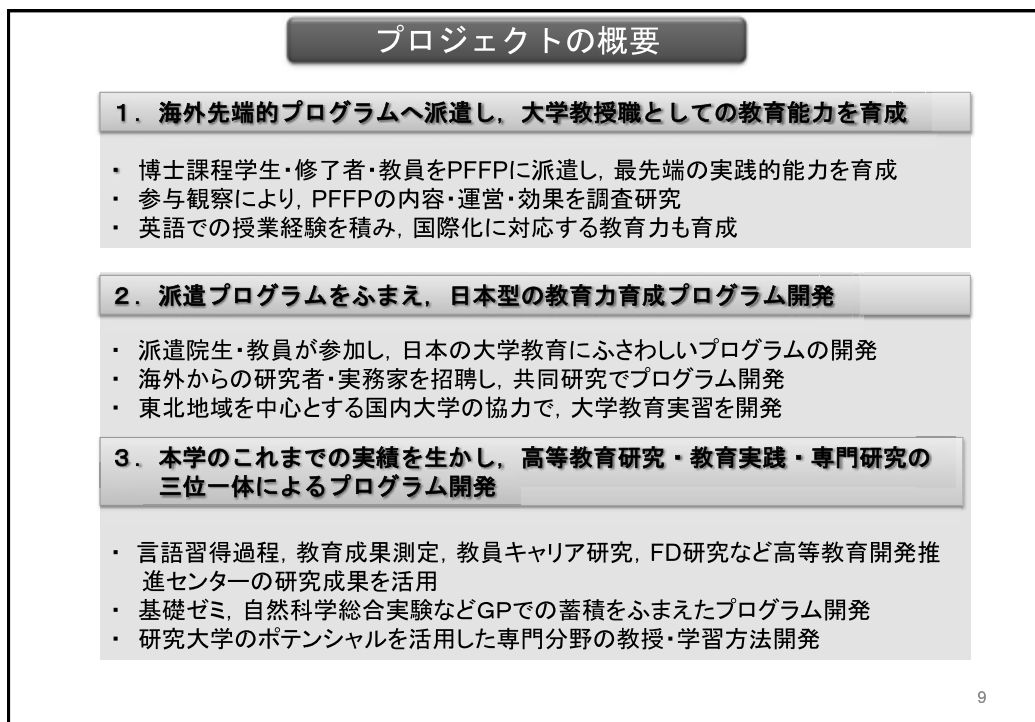 プロジェクトの概要
１．海外先端的プログラムへ派遣し，大学教授職としての教育能力を育成
・ 博士課程学生・修了者・教員をPFFPに派遣し，最先端の実践的能力を育成
・ 参与観察により，PFFPの内容・運営・効果を調査研究
・ 英語での授業経験を積み，国際化に対応する教育力も育成
２．派遣プログラムをふまえ，日本型の教育力育成プログラム開発
・ 派遣院生・教員が参加し，日本の大学教育にふさわしいプログラムの開発
・ 海外からの研究者・実務家を招聘し，共同研究でプログラム開発
・ 東北地域を中心とする国内大学の協力で，大学教育実習を開発
３．本学のこれまでの実績を生かし，高等教育研究・教育実践・専門研究の
三位一体によるプログラム開発
・ 言語習得過程，教育成果測定，教員キャリア研究，FD研究など高等教育開発推
進センターの研究成果を活用
・ 基礎ゼミ，自然科学総合実験などGPでの蓄積をふまえたプログラム開発
・ 研究大学のポテンシャルを活用した専門分野の教授・学習方法開発
9